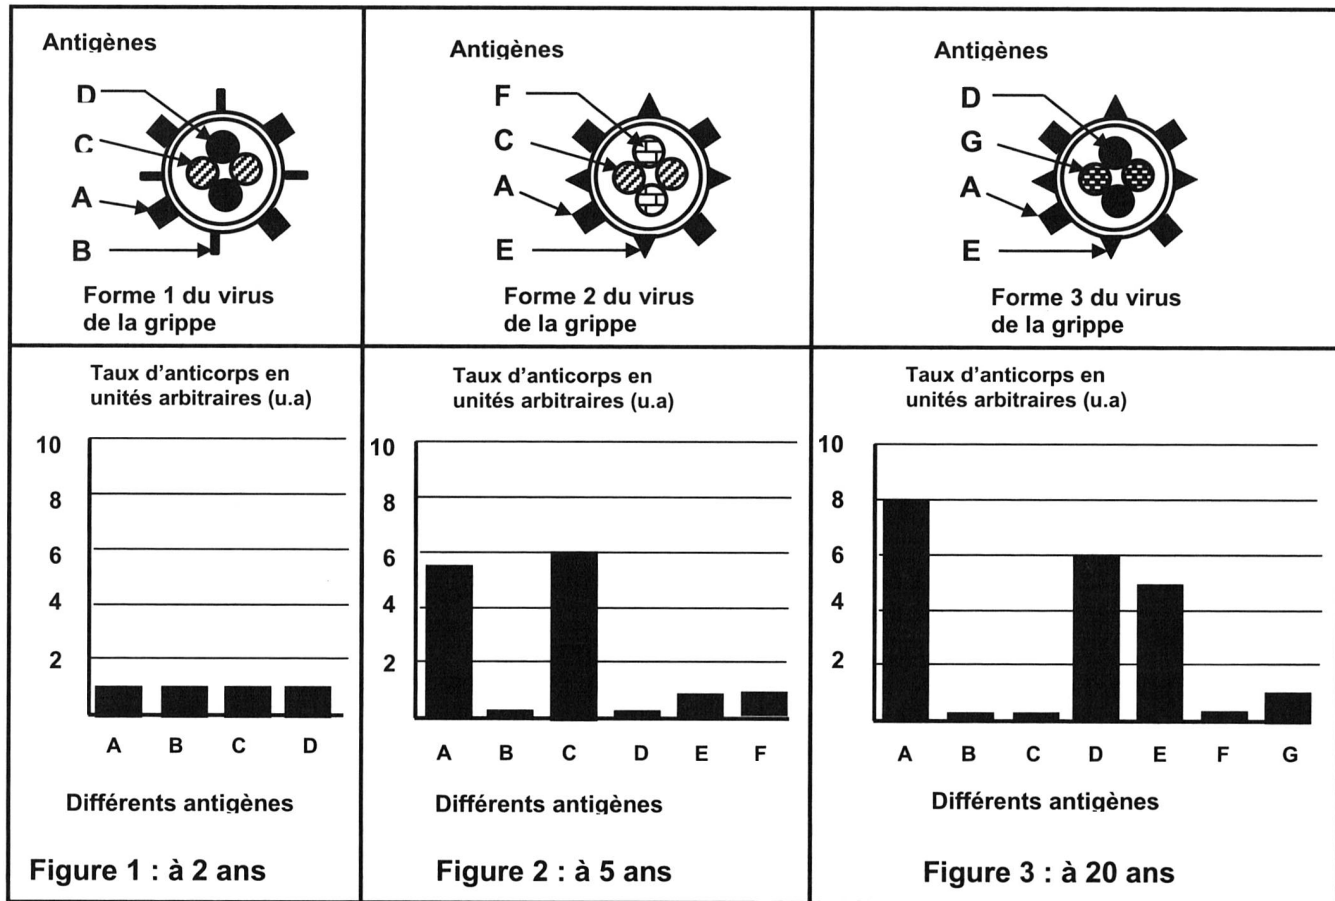 Antigènes
D
C
A
B
Forme 1 du virus
de la grippe
Antigènes
F
C
A
E
Forme 2 du virus
de la grippe
Antigènes
D
G
A
E
Forme 3 du virus
de la grippe
Taux d'anticorps en
unités arbitraires (u.a)
10
8
6
4
2
A B C D
Différents antigènes
Figure 1 : à 2 ans
Taux d'anticorps en
unités arbitraires (u.a)
10
8
6
4
2
A B C D E F
Différents antigènes
Figure 2 : à 5 ans
Taux d'anticorps en
unités arbitraires (u.a)
10
8
6
4
2
A B C D E F G
Différents antigènes
Figure 3 : à 20 ans